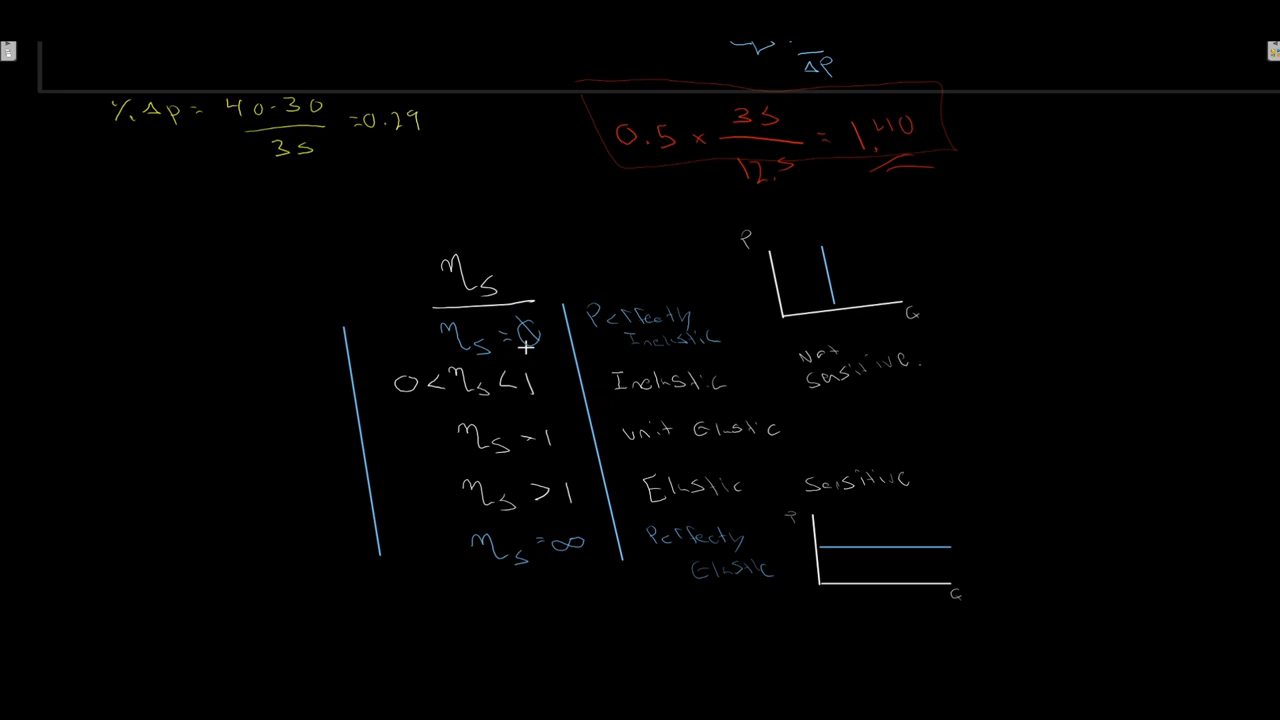 ΔP
%ΔP = 40-30 / 35 = 0.29
0.5 × 35 / 12.5 = 1.40
ηs
ηs = 0 Perfectly Inelastic
0 < ηs < 1 Inelastic Not Sensitive.
ηs = 1 unit Elastic
ηs > 1 Elastic Sensitive
ηs = ∞ Perfectly Elastic
P
Q
P
Q